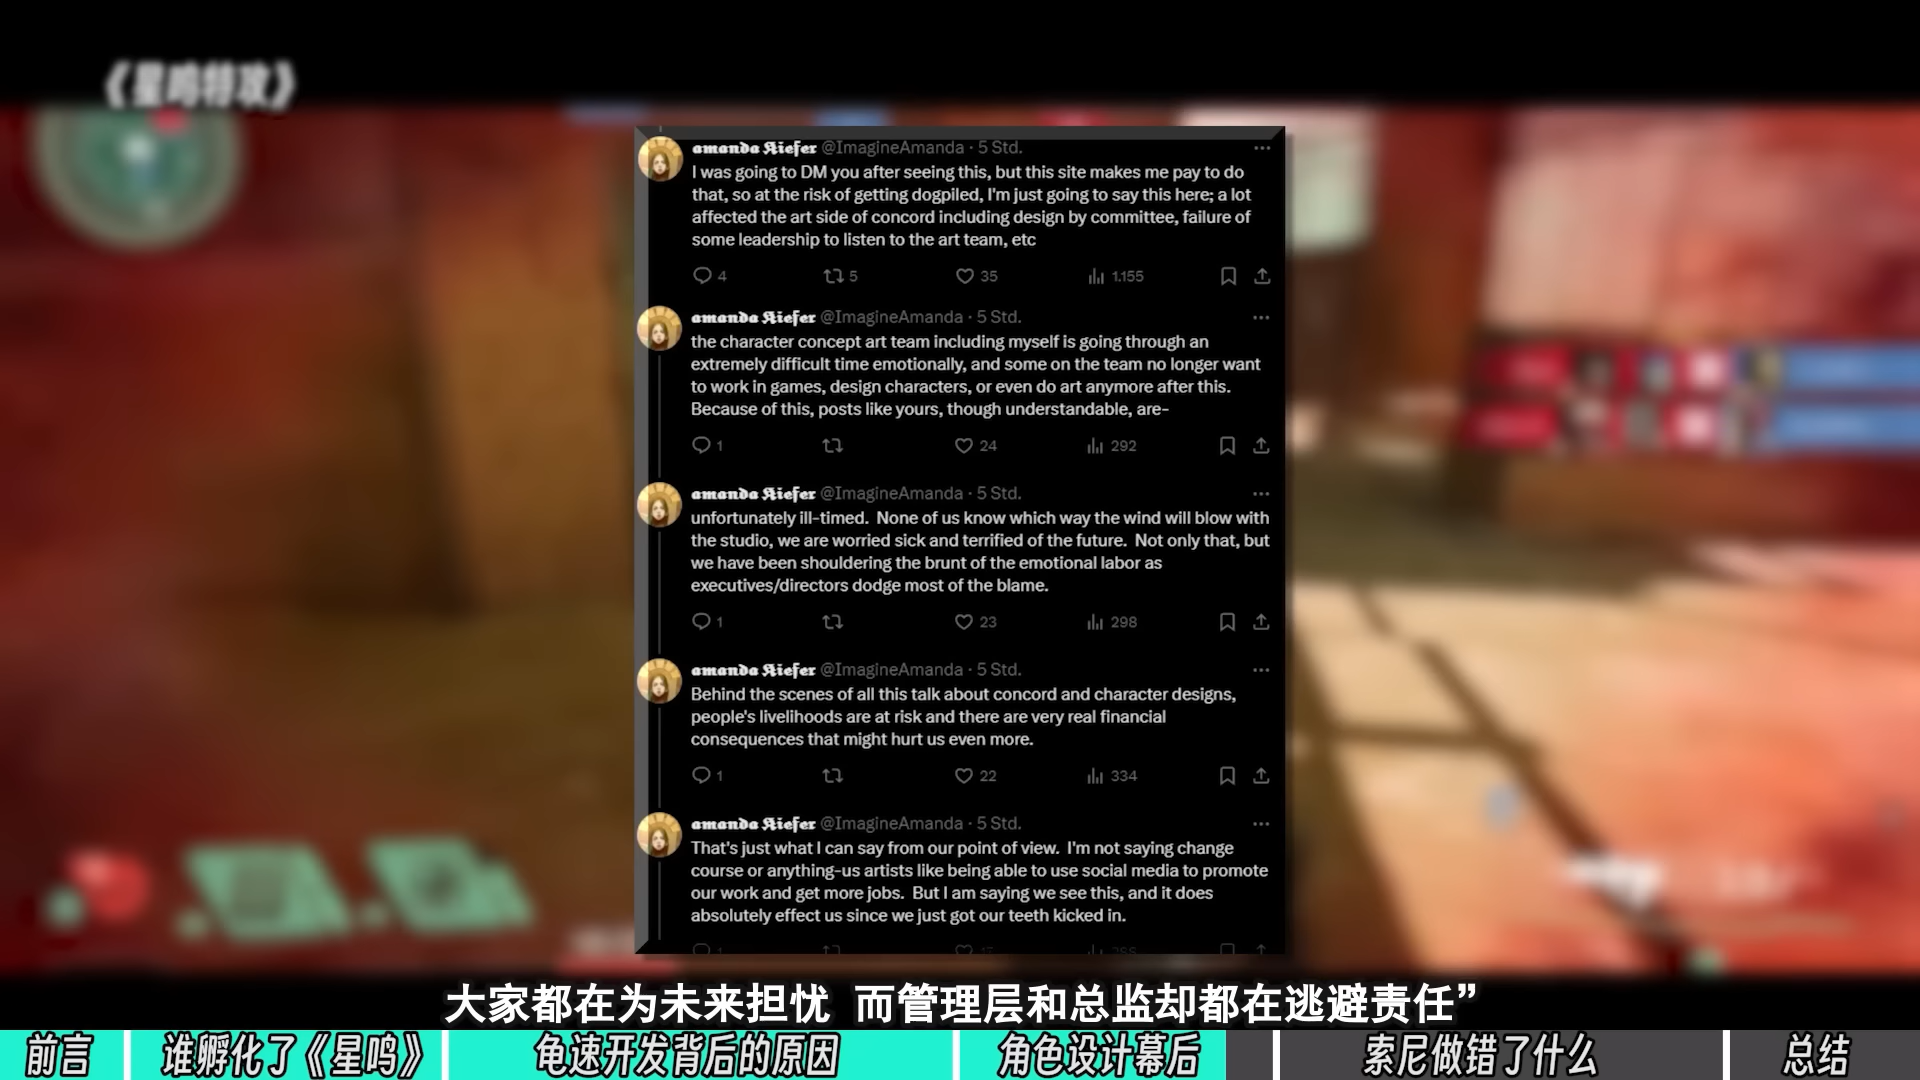 《星鸣特攻》
amanda Kiefer @ImagineAmanda · 5 Std.
I was going to DM you after seeing this, but this site makes me pay to do
that, so at the risk of getting dogpiled, I'm just going to say this here; a lot
affected the art side of concord including design by committee, failure of
some leadership to listen to the art team, etc
4 5 35 1.155
amanda Kiefer @ImagineAmanda · 5 Std.
the character concept art team including myself is going through an
extremely difficult time emotionally, and some on the team no longer want
to work in games, design characters, or even do art anymore after this.
Because of this, posts like yours, though understandable, are-
1 24 292
amanda Kiefer @ImagineAmanda · 5 Std.
unfortunately ill-timed. None of us know which way the wind will blow with
the studio, we are worried sick and terrified of the future. Not only that, but
we have been shouldering the brunt of the emotional labor as
executives/directors dodge most of the blame.
1 23 298
amanda Kiefer @ImagineAmanda · 5 Std.
Behind the scenes of all this talk about concord and character designs,
people's livelihoods are at risk and there are very real financial
consequences that might hurt us even more.
1 22 334
amanda Kiefer @ImagineAmanda · 5 Std.
That's just what I can say from our point of view. I'm not saying change
course or anything-us artists like being able to use social media to promote
our work and get more jobs. But I am saying we see this, and it does
absolutely effect us since we just got our teeth kicked in.
大家都在为未来担忧 而管理层和总监却都在逃避责任”
前言 谁孵化了《星鸣》 龟速开发背后的原因 角色设计幕后 索尼做错了什么 总结